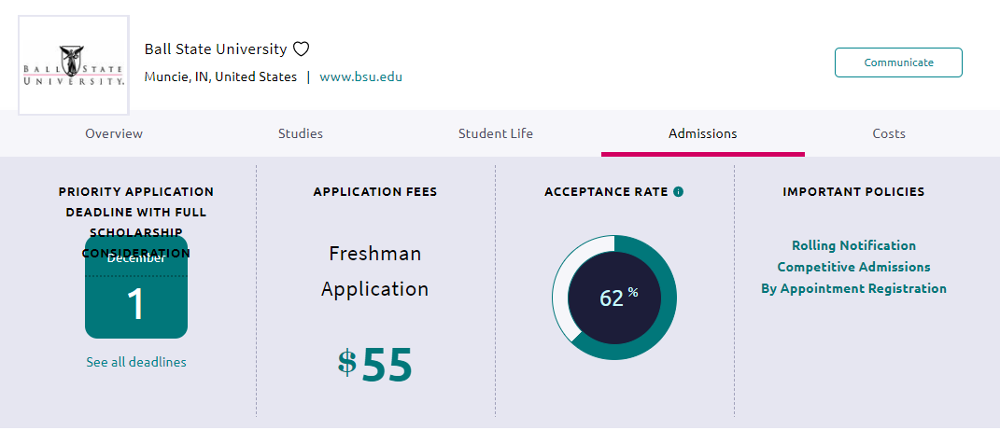 BALL STATE
UNIVERSITY.
Ball State University
Muncie, IN, United States | www.bsu.edu
Communicate
Overview
Studies
Student Life
Admissions
Costs
PRIORITY APPLICATION
DEADLINE WITH FULL
SCHOLARSHIP
CONSIDERATION
December
1
See all deadlines
APPLICATION FEES
Freshman
Application
$55
ACCEPTANCE RATE
62 %
IMPORTANT POLICIES
Rolling Notification
Competitive Admissions
By Appointment Registration